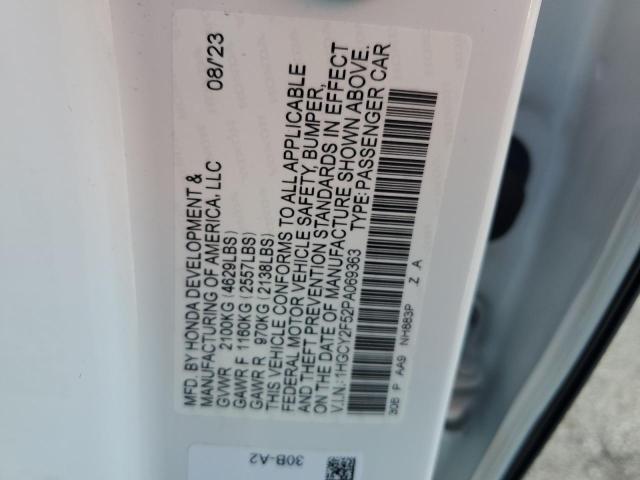 MFD. BY HONDA DEVELOPMENT & 08/23
MANUFACTURING OF AMERICA, LLC
GVWR 2100KG (4629LBS)
GAWR F 1160KG (2557LBS)
GAWR R 970KG (2138LBS)
THIS VEHICLE CONFORMS TO ALL APPLICABLE
FEDERAL MOTOR VEHICLE SAFETY, BUMPER,
AND THEFT PREVENTION STANDARDS IN EFFECT
ON THE DATE OF MANUFACTURE SHOWN ABOVE.
V.I.N.: 1HGCY2F52PA069363 TYPE: PASSENGER CAR
30B P AA9 NH883P Z A
30B-A2